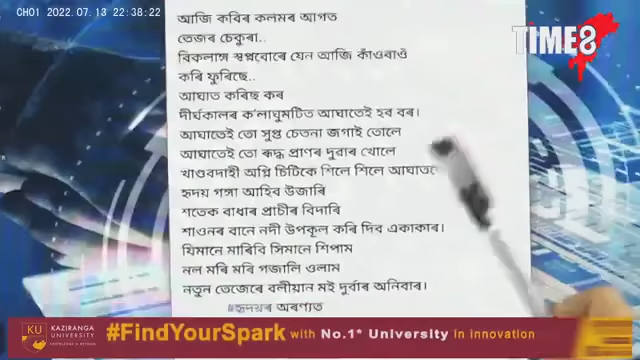 CH01 2022.07.13 22:38:22
TIME8
আজি কবিৰ কলমৰ আগত
তেজৰ চেকুৰা..
বিকলাঙ্গ স্বপ্নবোৰে যেন আজি কাঁওবাওঁ
কৰি ফুৰিছে..
আঘাত কৰিছ কৰ
দীৰ্ঘকালৰ ক'লাঘুমটিত আঘাতেই হব বৰ।
আঘাতেই তো সুপ্ত চেতনা জগাই তোলে
আঘাতেই তো ৰূদ্ধ প্ৰাণৰ দুৱাৰ খোলে
খাণ্ডবদাহী অগ্নি চিটিকে শিলে শিলে
হৃদয় গঙ্গা আহিব উজাৰি
শতেক বাধাৰ প্ৰাচীৰ বিদাৰি
শাওনৰ বানে নদী উপকূল কৰি দিব একাকাৰ।
যিমানে মাৰিবি সিমানে শিপাম
নল মৰি মৰি গজালি ওলাম
নতুন তেজেৰে বলীয়ান মই দুৰ্বাৰ অনিবাৰ।
#হৃদয়ৰ অৰণ্যত
KU KAZIRANGA
UNIVERSITY
#FindYourSpark with No.1* University in innovation